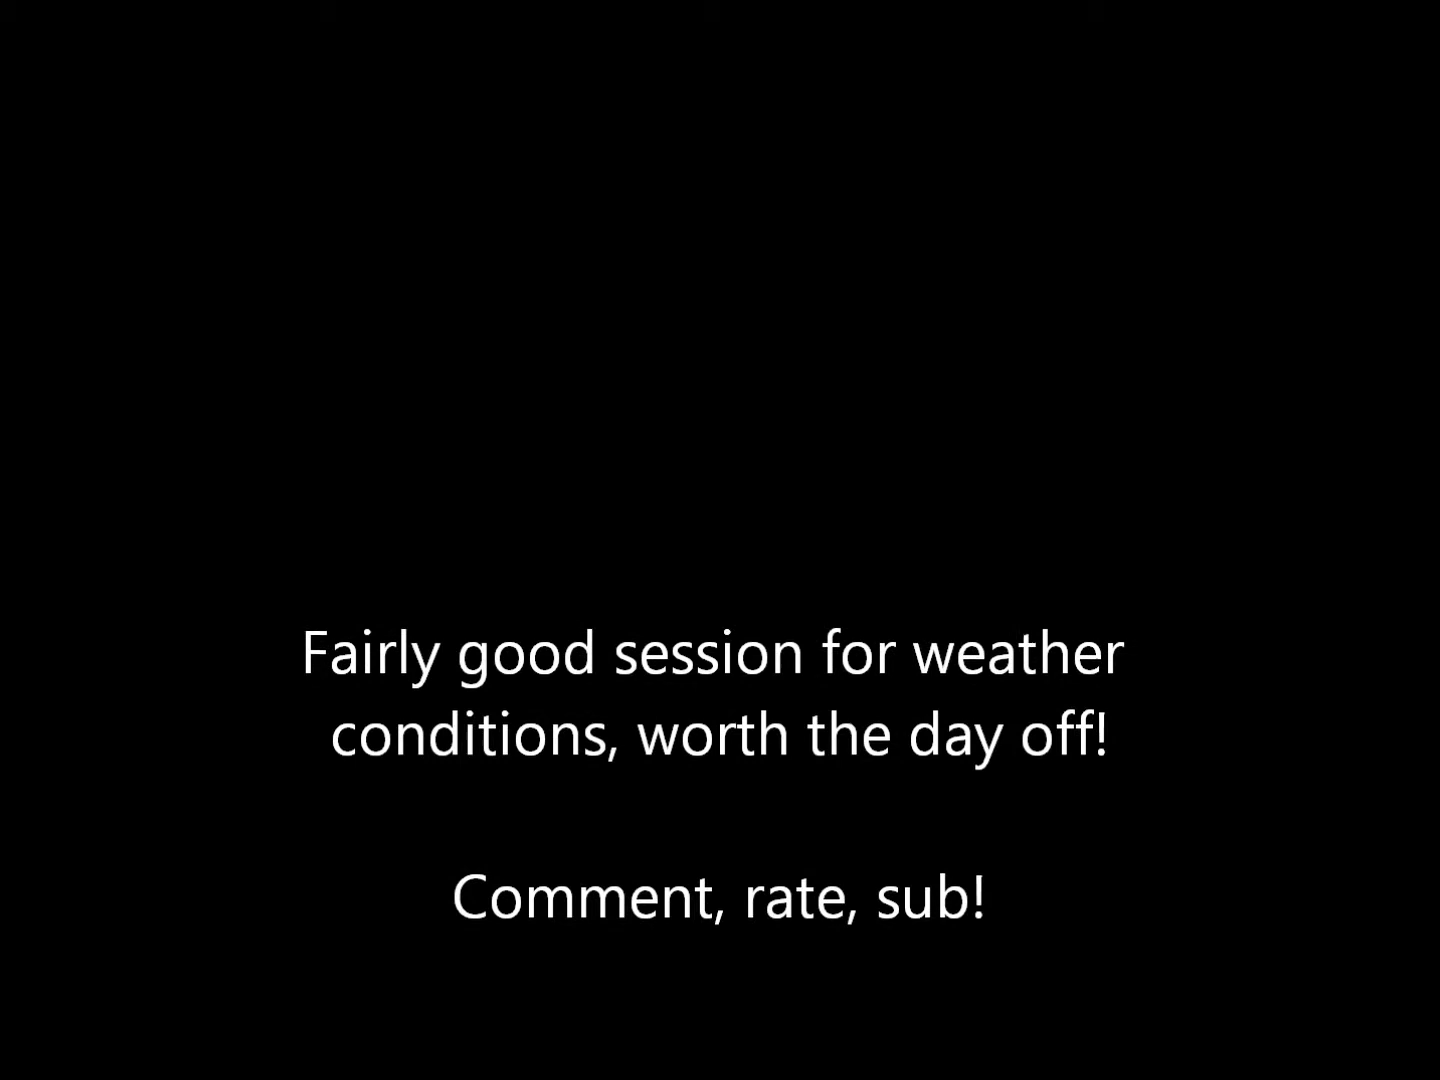 Fairly good session for weather
conditions, worth the day off!
Comment, rate, sub!